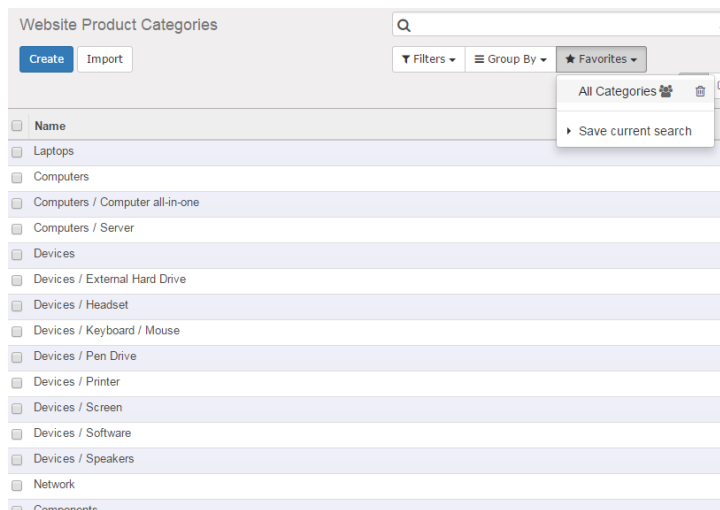 Website Product Categories
Create Import
Filters Group By Favorites
All Categories
Save current search
Name
Laptops
Computers
Computers / Computer all-in-one
Computers / Server
Devices
Devices / External Hard Drive
Devices / Headset
Devices / Keyboard / Mouse
Devices / Pen Drive
Devices / Printer
Devices / Screen
Devices / Software
Devices / Speakers
Network
Components